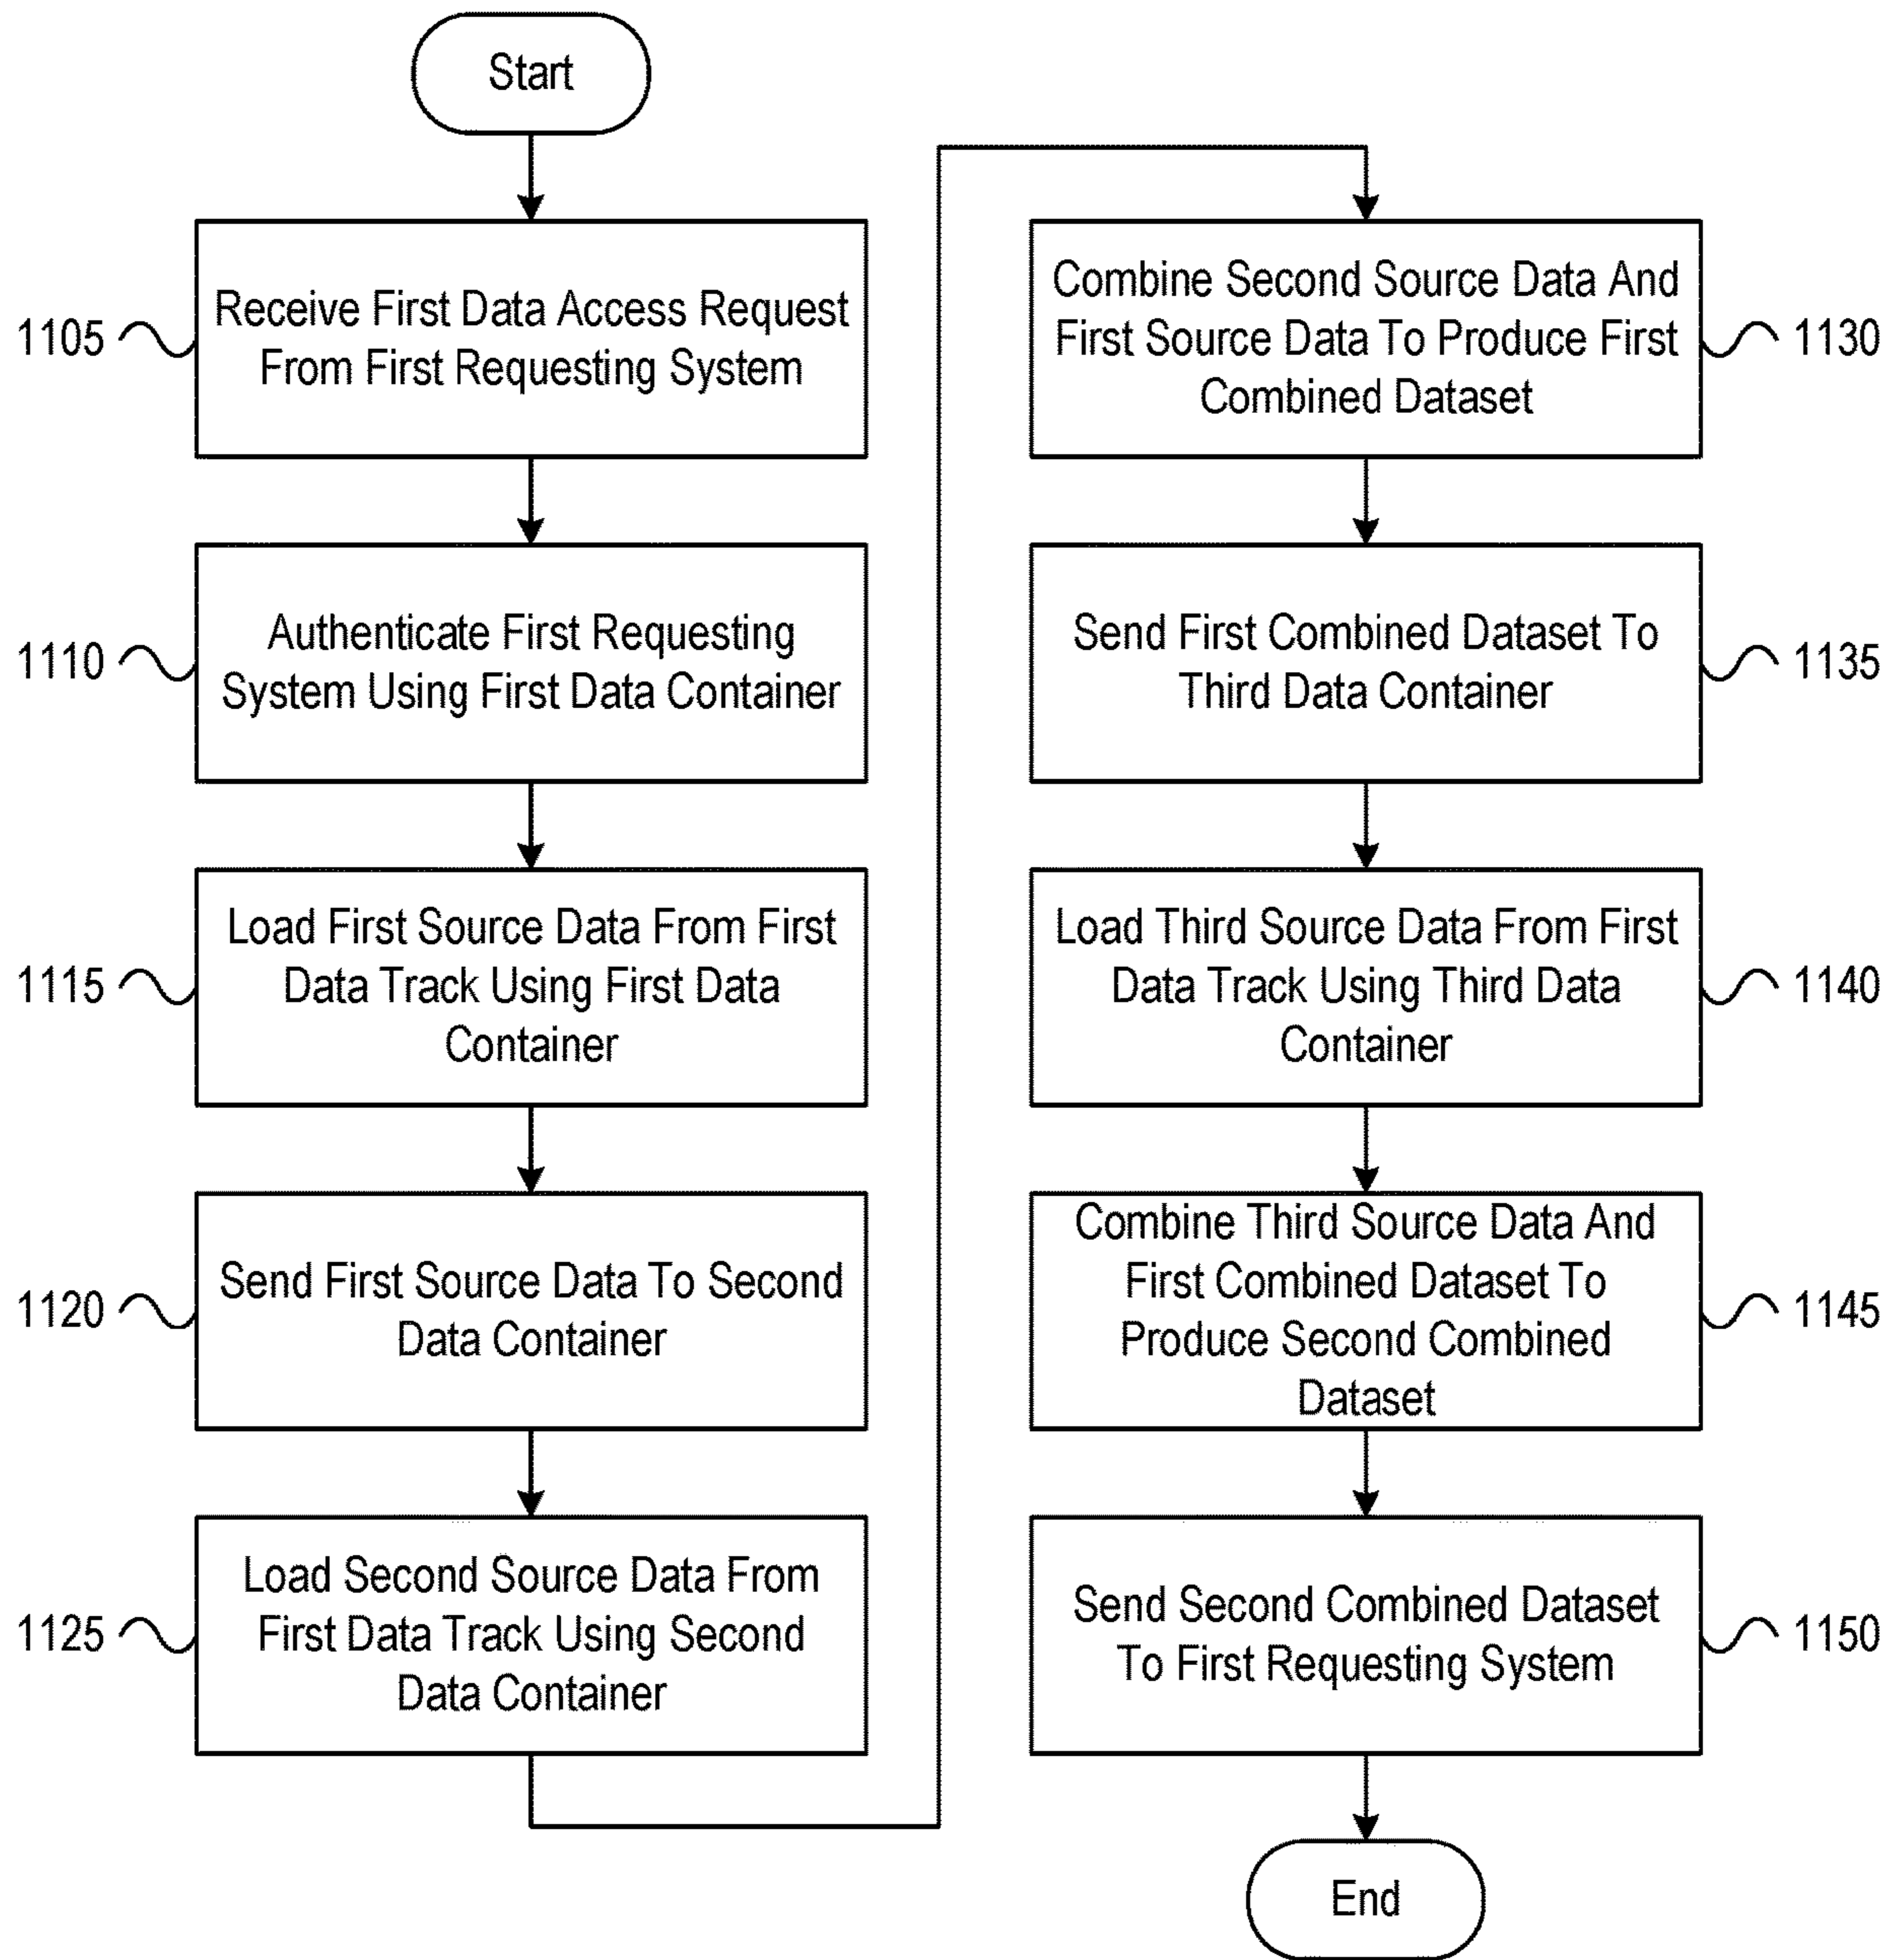 Start
1105
Receive First Data Access Request
From First Requesting System
1110
Authenticate First Requesting
System Using First Data Container
1115
Load First Source Data From First
Data Track Using First Data
Container
1120
Send First Source Data To Second
Data Container
1125
Load Second Source Data From
First Data Track Using Second
Data Container
Combine Second Source Data And
First Source Data To Produce First
Combined Dataset
1130
Send First Combined Dataset To
Third Data Container
1135
Load Third Source Data From First
Data Track Using Third Data
Container
1140
Combine Third Source Data And
First Combined Dataset To
Produce Second Combined
Dataset
1145
Send Second Combined Dataset
To First Requesting System
1150
End